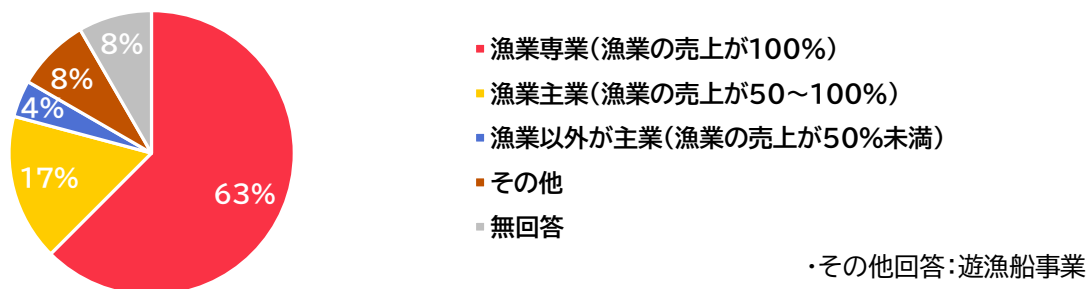 8%
8%
4%
17%
63%
▪漁業専業(漁業の売上が100%)
▪漁業主業(漁業の売上が50～100%)
▪漁業以外が主業(漁業の売上が50%未満)
▪その他
▪無回答
・その他回答：遊漁船事業